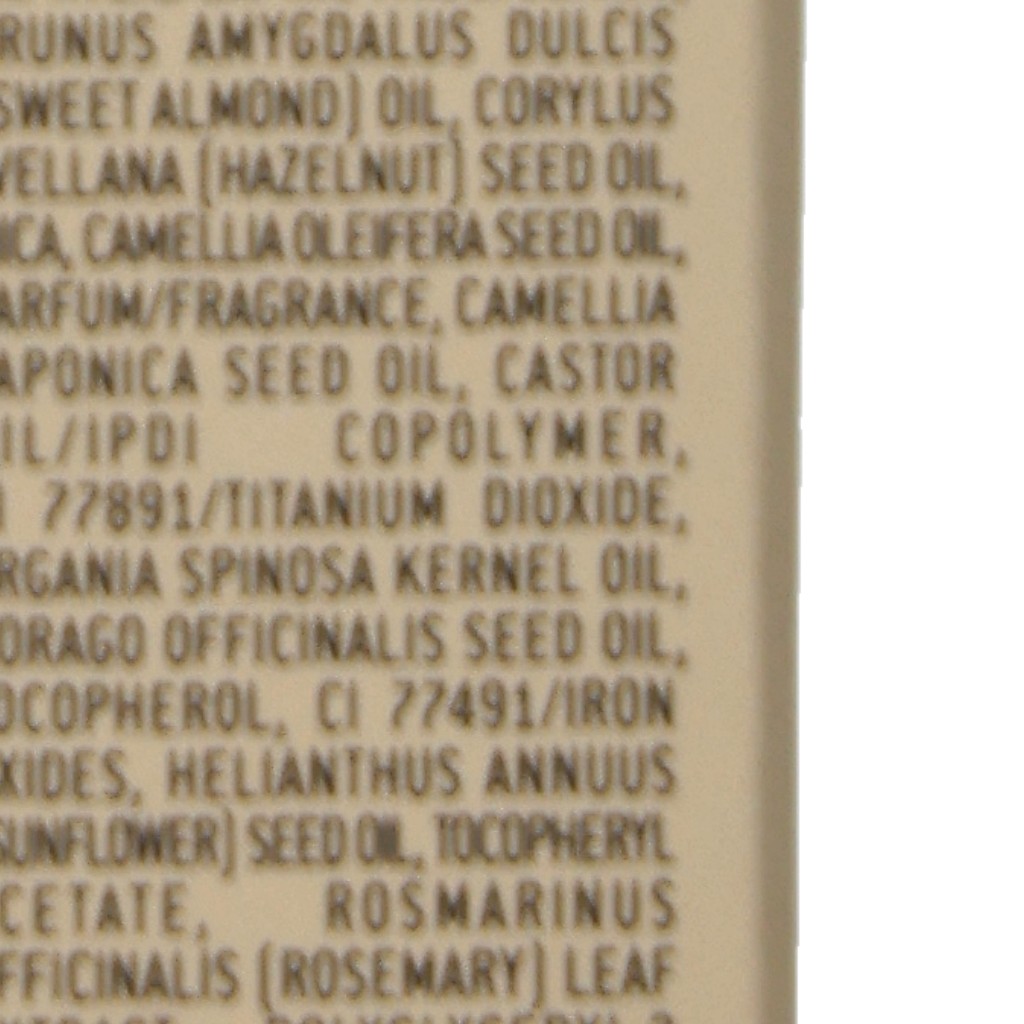 RUNUS AMYGDALUS DULCIS
SWEET ALMOND) OIL, CORYLUS
VELLANA (HAZELNUT) SEED OIL,
ICA, CAMELLIA OLEIFERA SEED OIL,
ARFUM/FRAGRANCE, CAMELLIA
APONICA SEED OIL, CASTOR
IL/IPDI COPOLYMER,
I 77891/TITANIUM DIOXIDE,
RGANIA SPINOSA KERNEL OIL,
ORAGO OFFICINALIS SEED OIL,
OCOPHEROL, CI 77491/IRON
XIDES, HELIANTHUS ANNUUS
SUNFLOWER) SEED OIL, TOCOPHERYL
CETATE, ROSMARINUS
FFICINALIS (ROSEMARY) LEAF